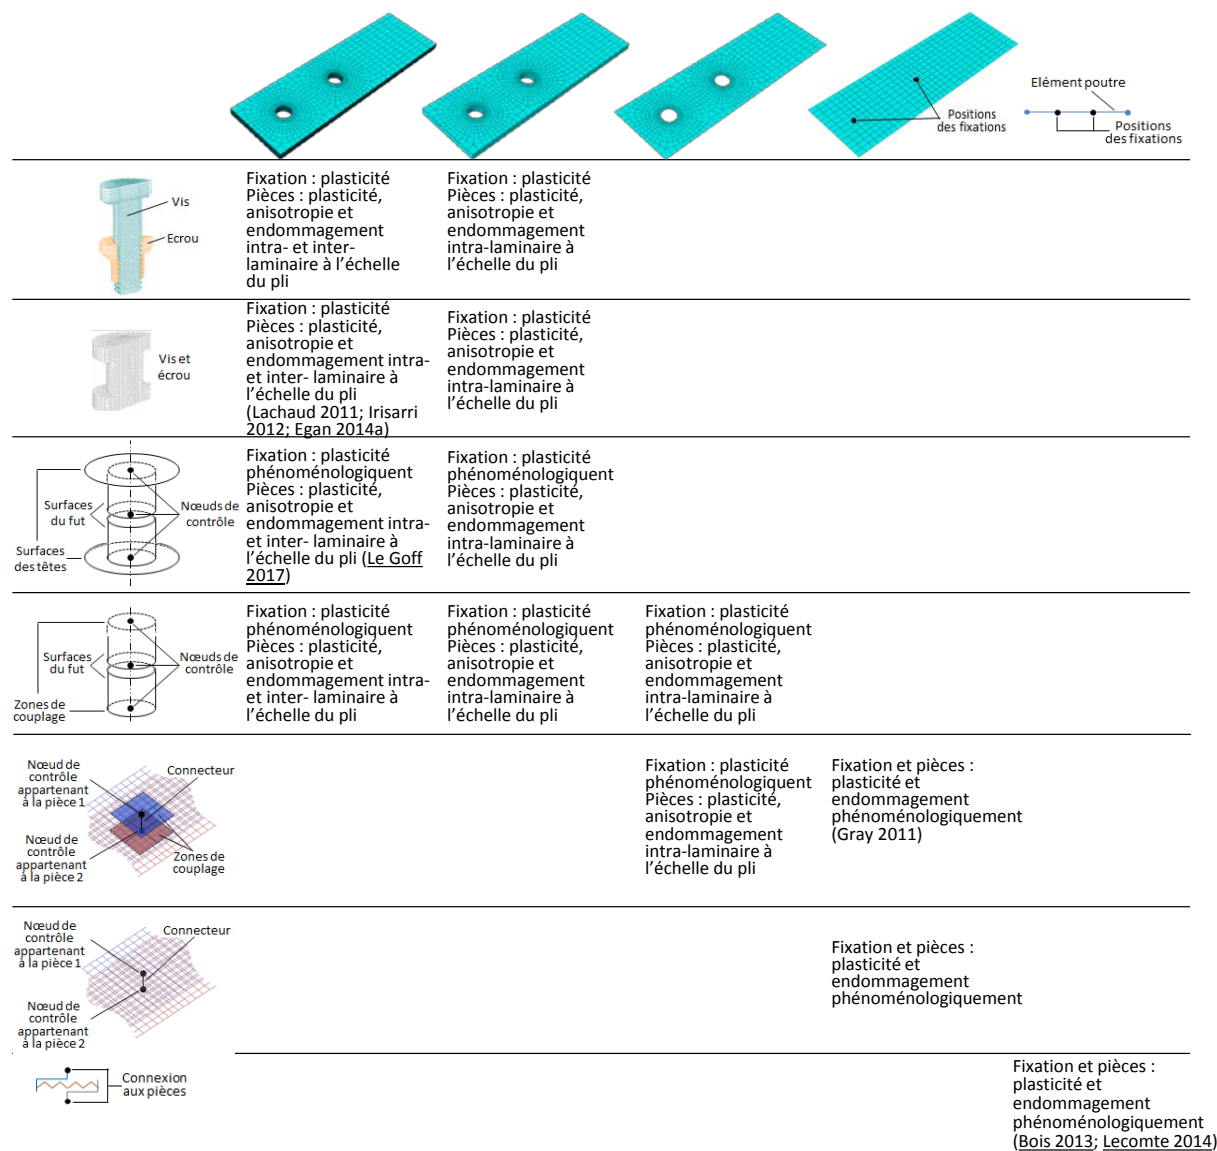 Elément poutre
Positions
des fixations
Positions
des fixations
Vis
Ecrou
Fixation : plasticité
Pièces : plasticité,
anisotropie et
endommagement
intra- et inter-
laminaire à l'échelle
du pli
Fixation : plasticité
Pièces : plasticité,
anisotropie et
endommagement
intra-laminaire à
l'échelle du pli
Vis et
écrou
Fixation : plasticité
Pièces : plasticité,
anisotropie et
endommagement intra-
et inter- laminaire à
l'échelle du pli
(Lachaud 2011; Irisarri
2012; Egan 2014a)
Fixation : plasticité
Pièces : plasticité,
anisotropie et
endommagement
intra-laminaire à
l'échelle du pli
Surfaces
du fut
Surfaces
des têtes
Nœuds de
contrôle
Fixation : plasticité
phénoménologiquent
Pièces : plasticité,
anisotropie et
endommagement intra-
et inter- laminaire à
l'échelle du pli (Le Goff
2017)
Fixation : plasticité
phénoménologiquent
Pièces : plasticité,
anisotropie et
endommagement
intra-laminaire à
l'échelle du pli
Surfaces
du fut
Zones de
couplage
Nœuds de
contrôle
Fixation : plasticité
phénoménologiquent
Pièces : plasticité,
anisotropie et
endommagement intra-
et inter- laminaire à
l'échelle du pli
Fixation : plasticité
phénoménologiquent
Pièces : plasticité,
anisotropie et
endommagement
intra-laminaire à
l'échelle du pli
Fixation : plasticité
phénoménologiquent
Pièces : plasticité,
anisotropie et
endommagement
intra-laminaire à
l'échelle du pli
Nœud de
contrôle
appartenant
à la pièce 1
Connecteur
Nœud de
contrôle
appartenant
à la pièce 2
Zones de
couplage
Fixation : plasticité
phénoménologiquent
Pièces : plasticité,
anisotropie et
endommagement
intra-laminaire à
l'échelle du pli
Fixation et pièces :
plasticité et
endommagement
phénoménologiquement
(Gray 2011)
Nœud de
contrôle
appartenant
à la pièce 1
Connecteur
Nœud de
contrôle
appartenant
à la pièce 2
Fixation et pièces :
plasticité et
endommagement
phénoménologiquement
Connexion
aux pièces
Fixation et pièces :
plasticité et
endommagement
phénoménologiquement
(Bois 2013; Lecomte 2014)